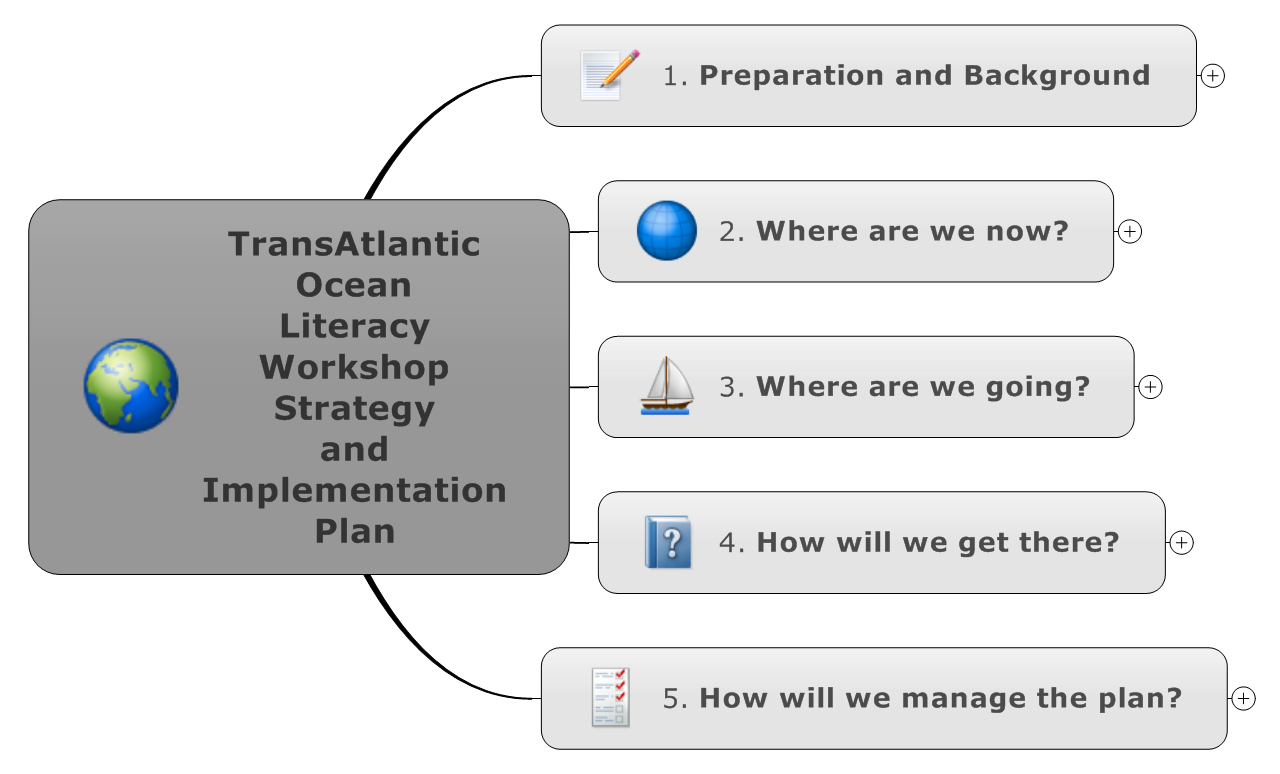 TransAtlantic
Ocean
Literacy
Workshop
Strategy
and
Implementation
Plan
1. Preparation and Background
2. Where are we now?
3. Where are we going?
4. How will we get there?
5. How will we manage the plan?